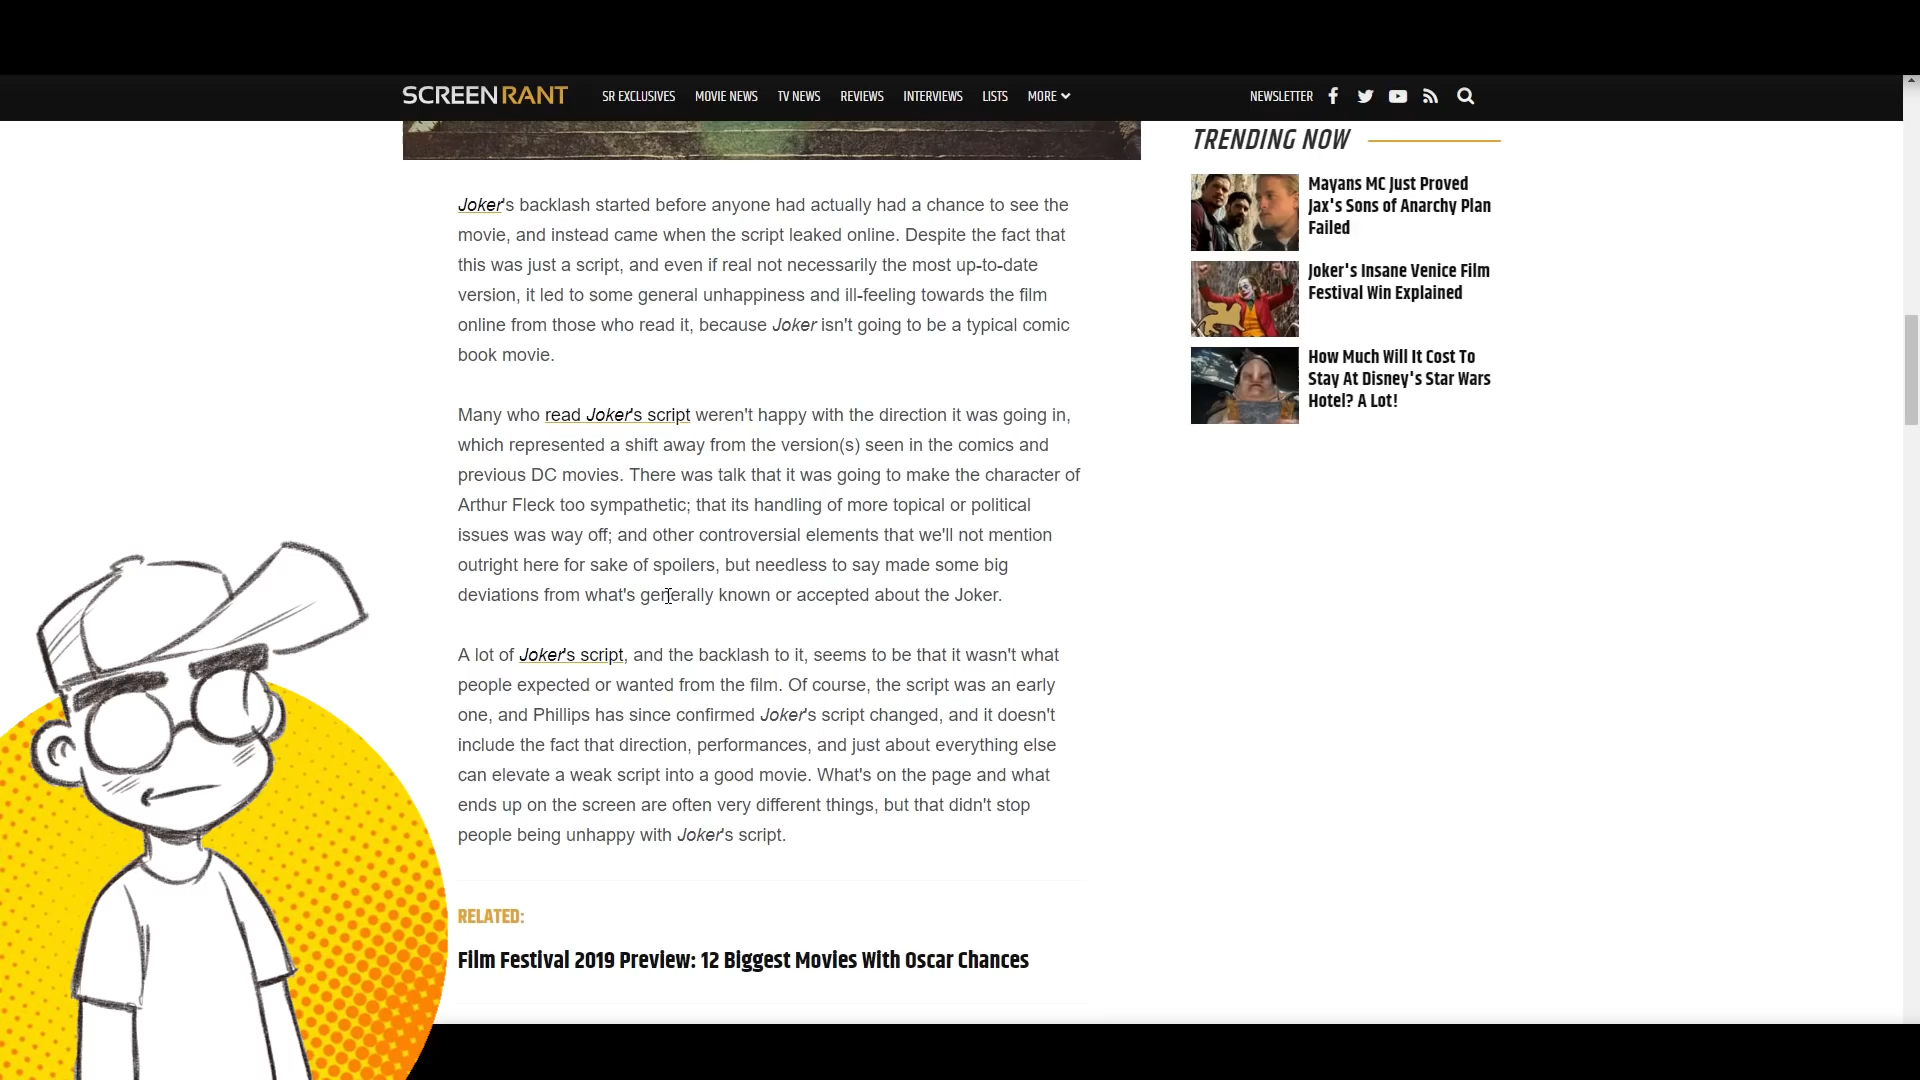 SCREENRANT
SR EXCLUSIVES MOVIE NEWS TV NEWS REVIEWS INTERVIEWS LISTS MORE
NEWSLETTER
Joker's backlash started before anyone had actually had a chance to see the
movie, and instead came when the script leaked online. Despite the fact that
this was just a script, and even if real not necessarily the most up-to-date
version, it led to some general unhappiness and ill-feeling towards the film
online from those who read it, because Joker isn't going to be a typical comic
book movie.
Many who read Joker's script weren't happy with the direction it was going in,
which represented a shift away from the version(s) seen in the comics and
previous DC movies. There was talk that it was going to make the character of
Arthur Fleck too sympathetic; that its handling of more topical or political
issues was way off; and other controversial elements that we'll not mention
outright here for sake of spoilers, but needless to say made some big
deviations from what's generally known or accepted about the Joker.
A lot of Joker's script, and the backlash to it, seems to be that it wasn't what
people expected or wanted from the film. Of course, the script was an early
one, and Phillips has since confirmed Joker's script changed, and it doesn't
include the fact that direction, performances, and just about everything else
can elevate a weak script into a good movie. What's on the page and what
ends up on the screen are often very different things, but that didn't stop
people being unhappy with Joker's script.
RELATED:
Film Festival 2019 Preview: 12 Biggest Movies With Oscar Chances
TRENDING NOW
Mayans MC Just Proved
Jax's Sons of Anarchy Plan
Failed
Joker's Insane Venice Film
Festival Win Explained
How Much Will It Cost To
Stay At Disney's Star Wars
Hotel? A Lot!